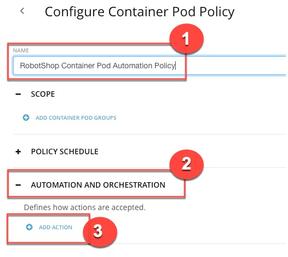 Configure Container Pod Policy
1
NAME
RobotShop Container Pod Automation Policy
SCOPE
ADD CONTAINER POD GROUPS
POLICY SCHEDULE
2
AUTOMATION AND ORCHESTRATION
Defines how actions are accepted.
ADD ACTION
3